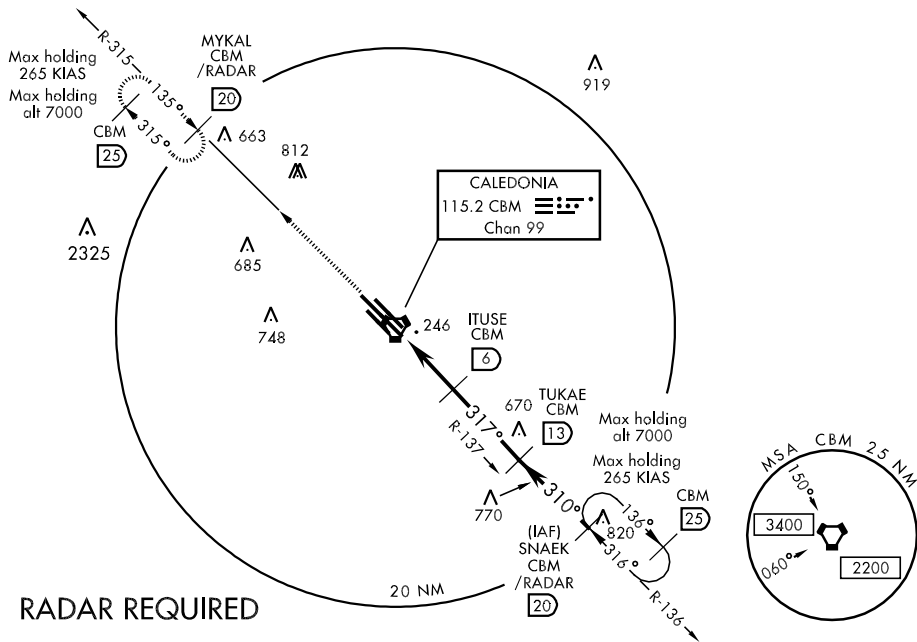 R-315
135°
315°
Max holding
265 KIAS
Max holding
alt 7000
CBM
25
MYKAL
CBM
/RADAR
20
663
812
919
2325
685
748
CALEDONIA
115.2 CBM
Chan 99
246
ITUSE
CBM
6
317°
R-137
670
TUKAE
CBM
13
Max holding
alt 7000
Max holding
265 KIAS
770
310°
820
136°
316°
CBM
25
(IAF)
SNAEK
CBM
/RADAR
20
R-136
20 NM
RADAR REQUIRED
MSA CBM 25 NM
150°
3400
060°
2200